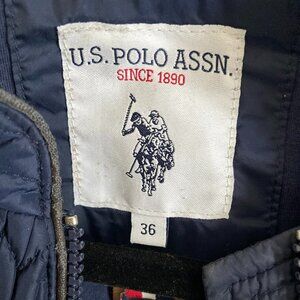 U.S. POLO ASSN.
SINCE 1890
36